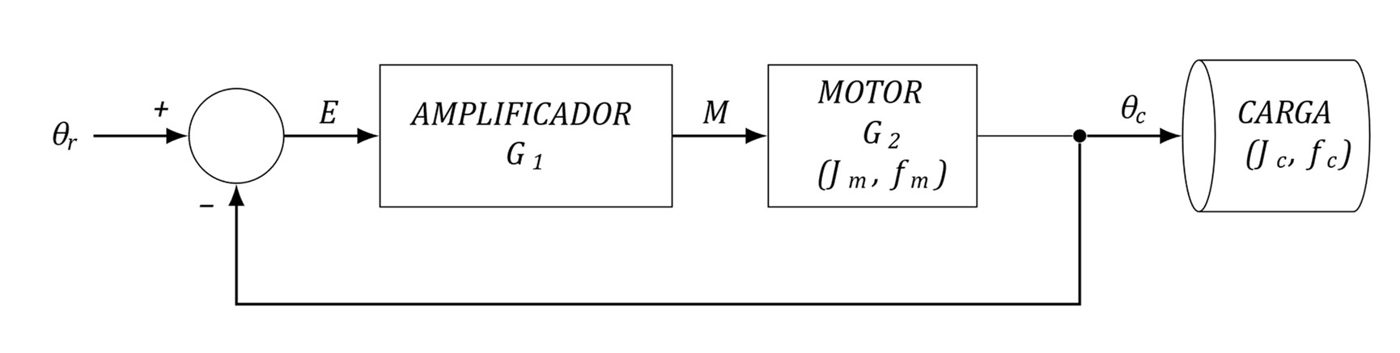 θr
+
−
E
AMPLIFICADOR
G 1
M
MOTOR
G 2
(J m, f m)
θc
CARGA
(J c, f c)